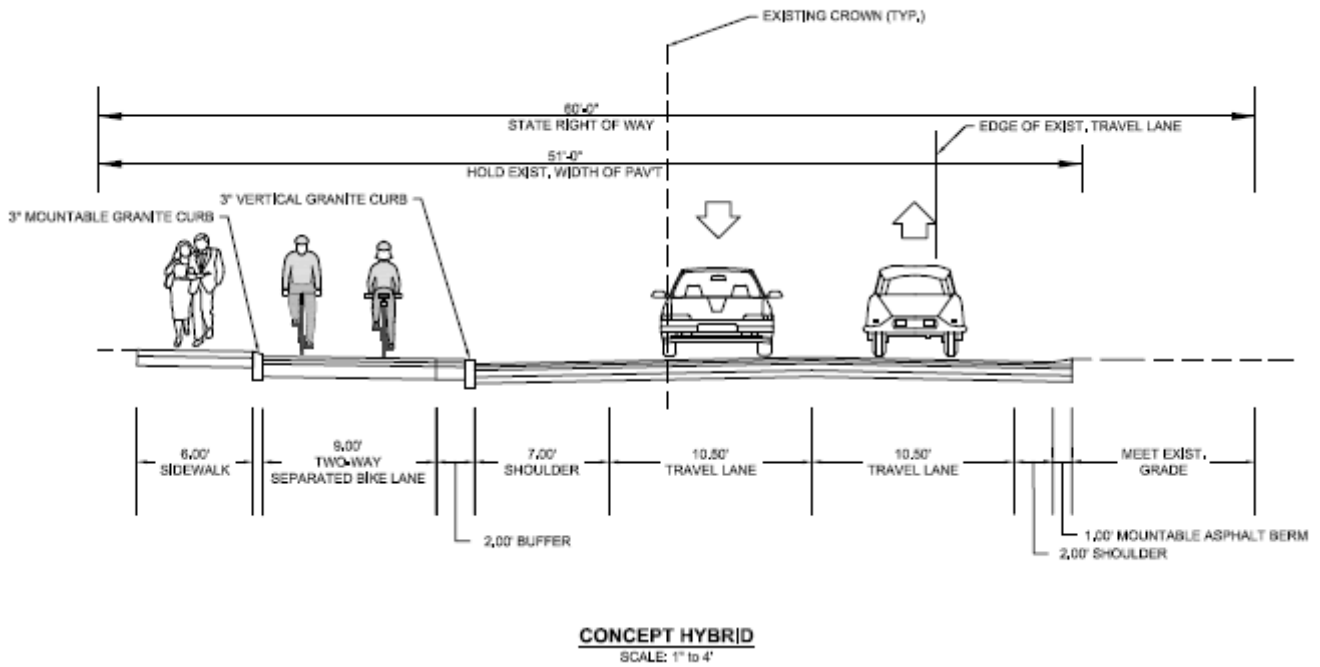 EXISTING CROWN (TYP.)
60'-0"
STATE RIGHT OF WAY
EDGE OF EXIST. TRAVEL LANE
51'-0"
HOLD EXIST. WIDTH OF PAV'T
3" VERTICAL GRANITE CURB
3" MOUNTABLE GRANITE CURB
6.00'
SIDEWALK
9.00'
TWO-WAY
SEPARATED BIKE LANE
7.00'
SHOULDER
10.50'
TRAVEL LANE
10.50'
TRAVEL LANE
MEET EXIST.
GRADE
2.00' BUFFER
1.00' MOUNTABLE ASPHALT BERM
2.00' SHOULDER
CONCEPT HYBRID
SCALE: 1" to 4'